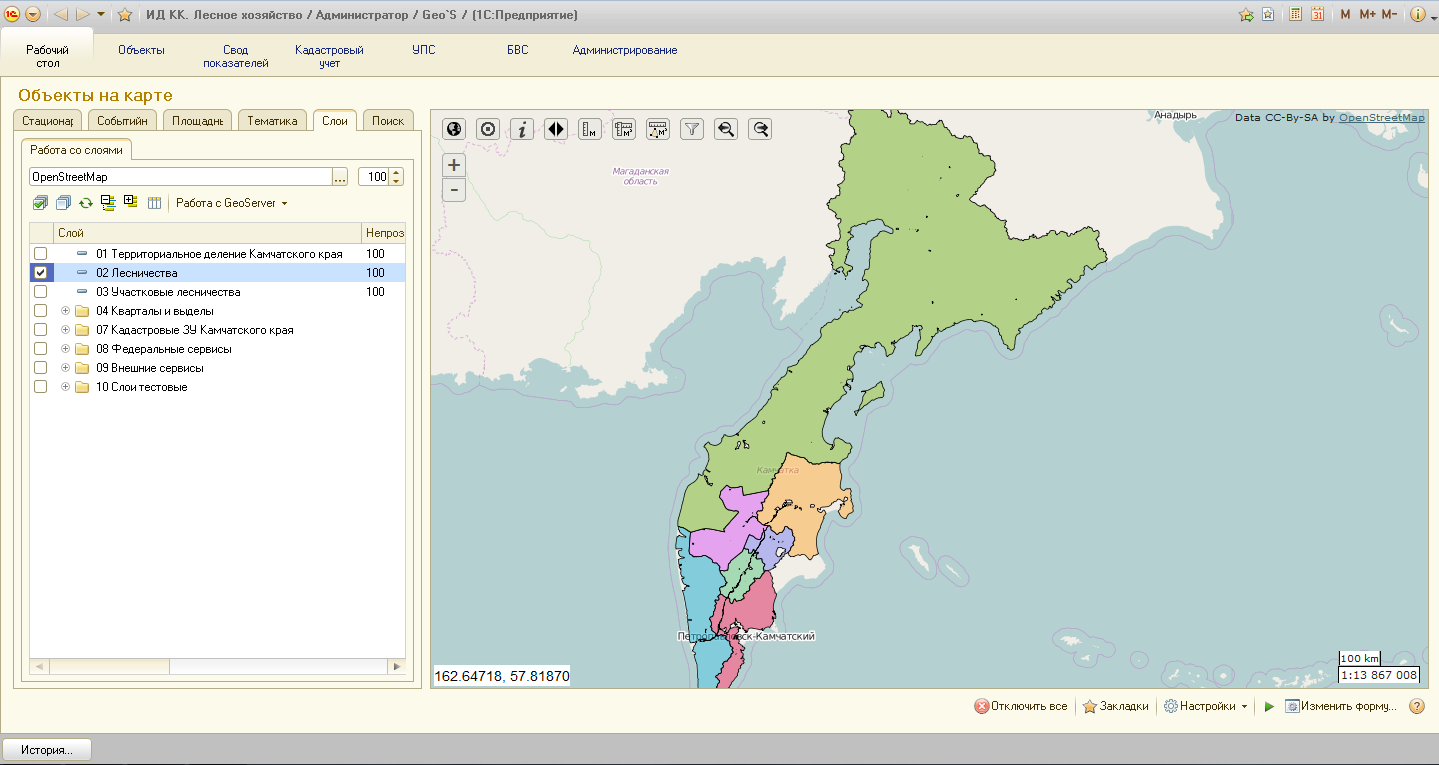 ИД КК. Лесное хозяйство / Администратор / Geo`S / (1С:Предприятие)
M M+ M-
Рабочий
стол
Объекты
Свод
показателей
Кадастровый
учет
УПС
БВС
Администрирование
Объекты на карте
Стационар
Событийн
Площадны
Тематика
Слои
Поиск
Работа со слоями
OpenStreetMap
...
100
Работа с GeoServer
Слой
Непроз
01 Территориальное деление Камчатского края
100
02 Лесничества
100
03 Участковые лесничества
100
04 Кварталы и выделы
07 Кадастровые ЗУ Камчатского края
08 Федеральные сервисы
09 Внешние сервисы
10 Слои тестовые
Анадырь
Data CC-By-SA by OpenStreetMap
Магаданская
область
Камчатка
Петропавловск-Камчатский
162.64718, 57.81870
100 km
1:13 867 008
Отключить все
Закладки
Настройки
Изменить форму...
История...